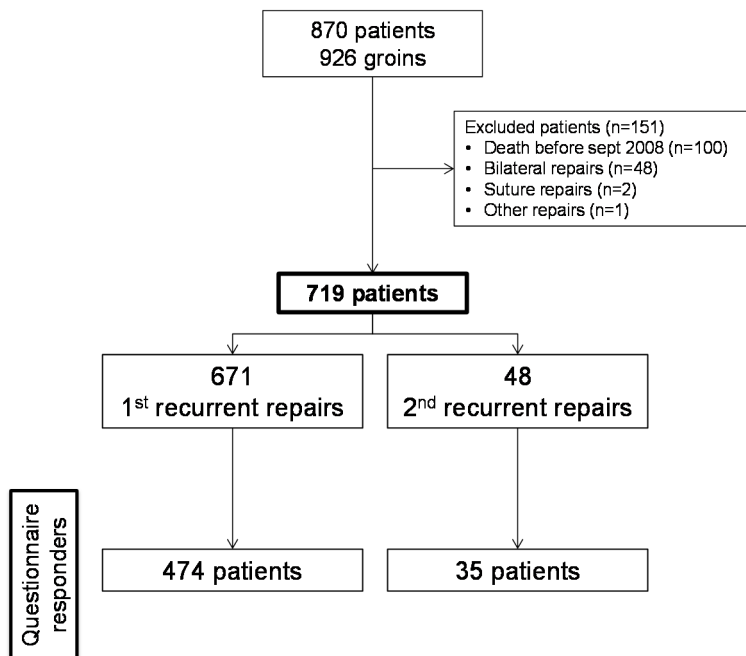 870 patients
926 groins
Excluded patients (n=151)
• Death before sept 2008 (n=100)
• Bilateral repairs (n=48)
• Suture repairs (n=2)
• Other repairs (n=1)
719 patients
671
1st recurrent repairs
48
2nd recurrent repairs
Questionnaire
responders
474 patients
35 patients